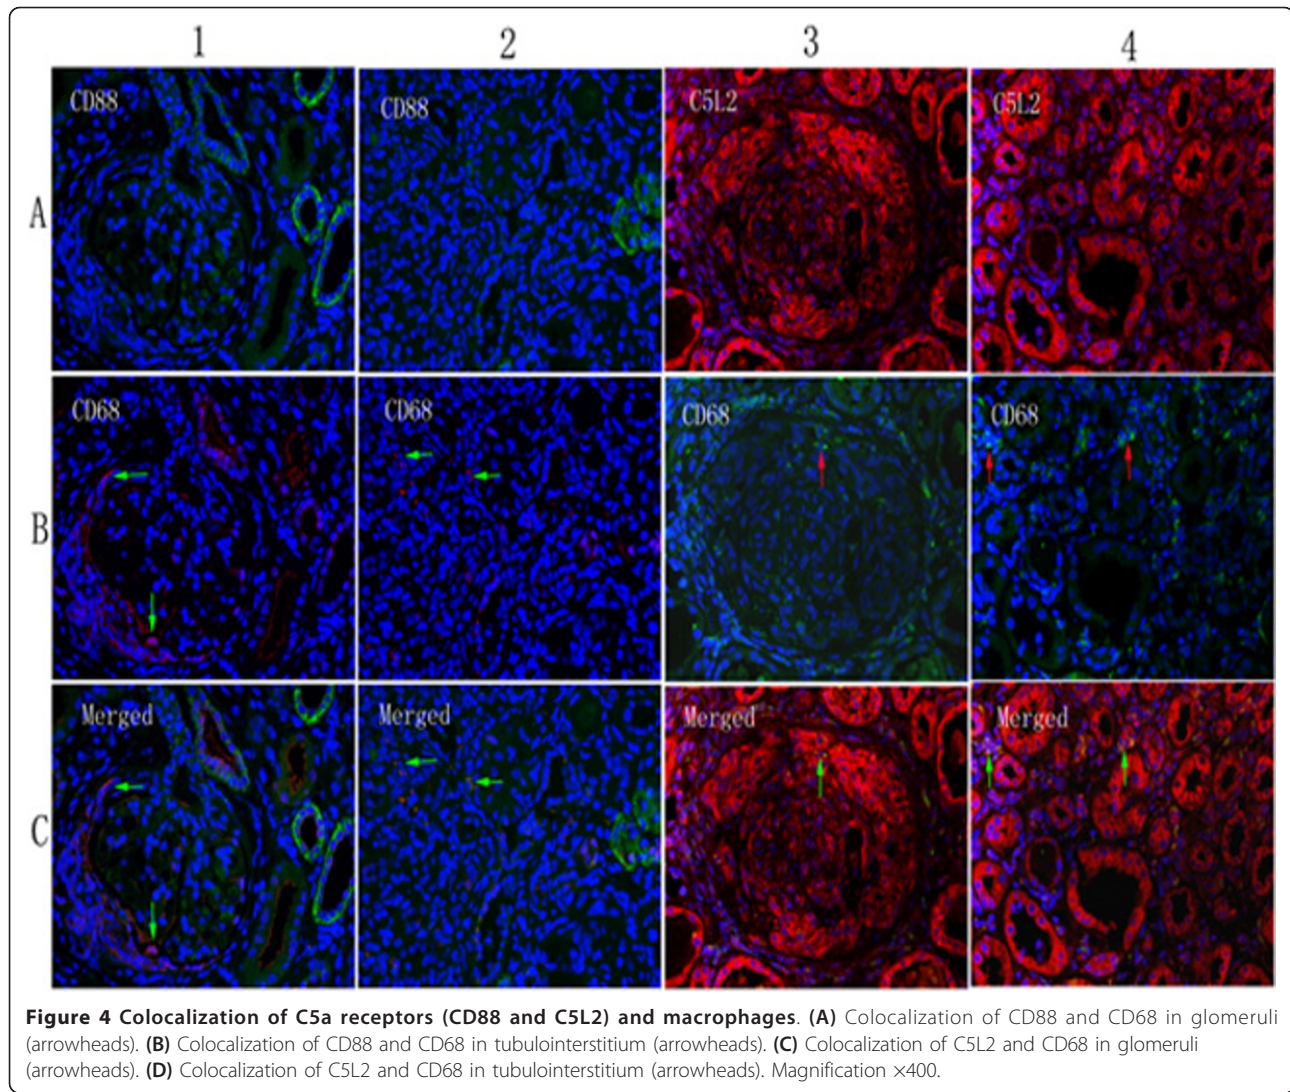 1 2 3 4
CD88 CD88 C5L2 C5L2
A
CD68 CD68 CD68 CD68
B
Merged Merged Merged Merged
C
Figure 4 Colocalization of C5a receptors (CD88 and C5L2) and macrophages. (A) Colocalization of CD88 and CD68 in glomeruli
(arrowheads). (B) Colocalization of CD88 and CD68 in tubulointerstitium (arrowheads). (C) Colocalization of C5L2 and CD68 in glomeruli
(arrowheads). (D) Colocalization of C5L2 and CD68 in tubulointerstitium (arrowheads). Magnification ×400.